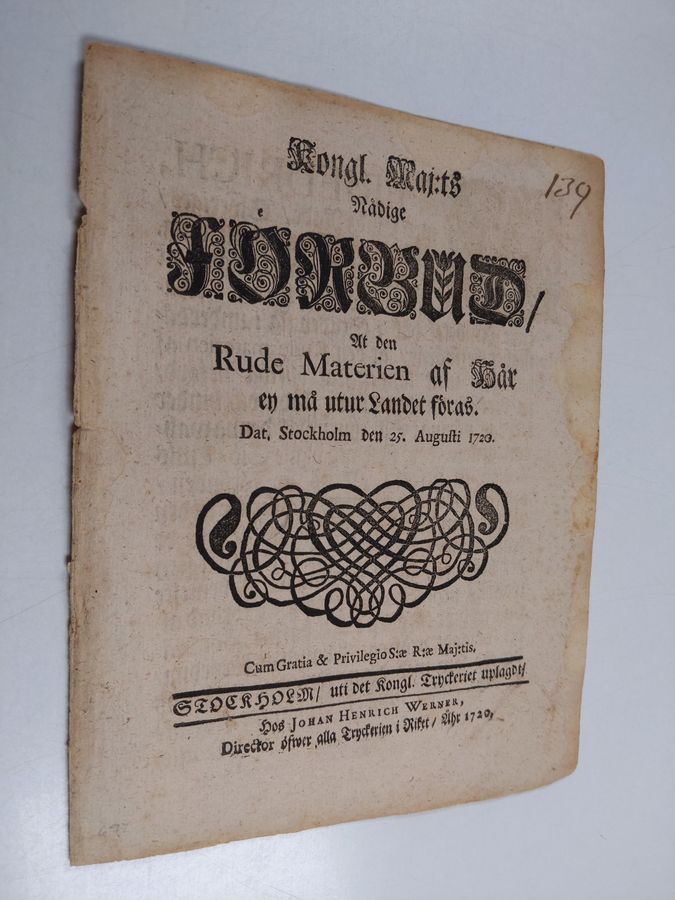 Kongl. Maj:ts
139
Nådige
FÖRBUD/
At den
Rude Materien af Hår
ey må utur Landet föras.
Dat. Stockholm den 25. Augusti 1720.
Cum Gratia & Privilegio S:æ R:æ Maj:tis.
STOCKHOLM/ uti det Kongl. Tryckeriet uplagdt/
Hos JOHAN HENRICH WERNER,
Director öfwer alla Tryckerien i Riket/ Åhr 1720.